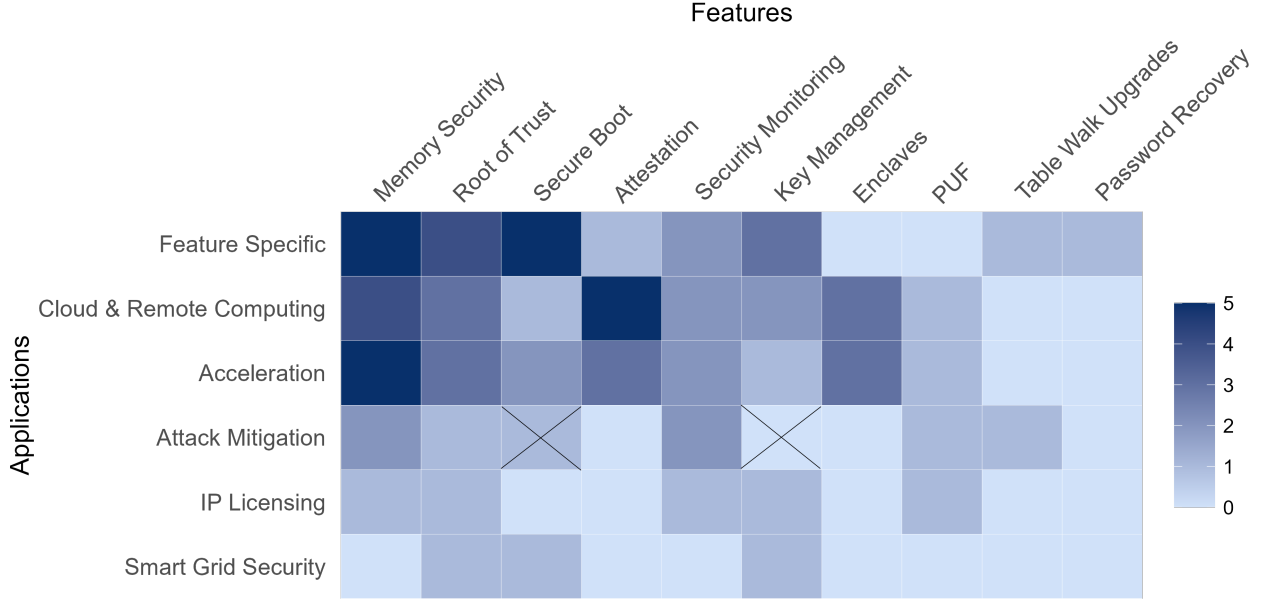 Features
Memory Security
Root of Trust
Secure Boot
Attestation
Security Monitoring
Key Management
Enclaves
PUF
Table Walk Upgrades
Password Recovery
Applications
Feature Specific
Cloud & Remote Computing
Acceleration
Attack Mitigation
IP Licensing
Smart Grid Security
5
4
3
2
1
0